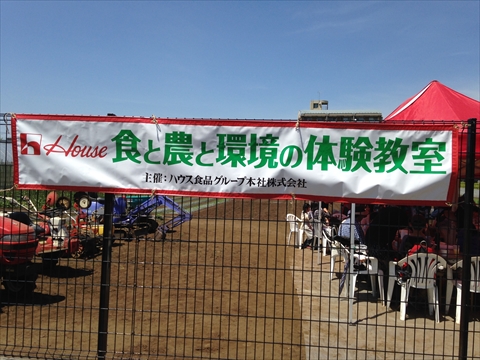 House 食と農と環境の体験教室
主催：ハウス食品グループ本社株式会社